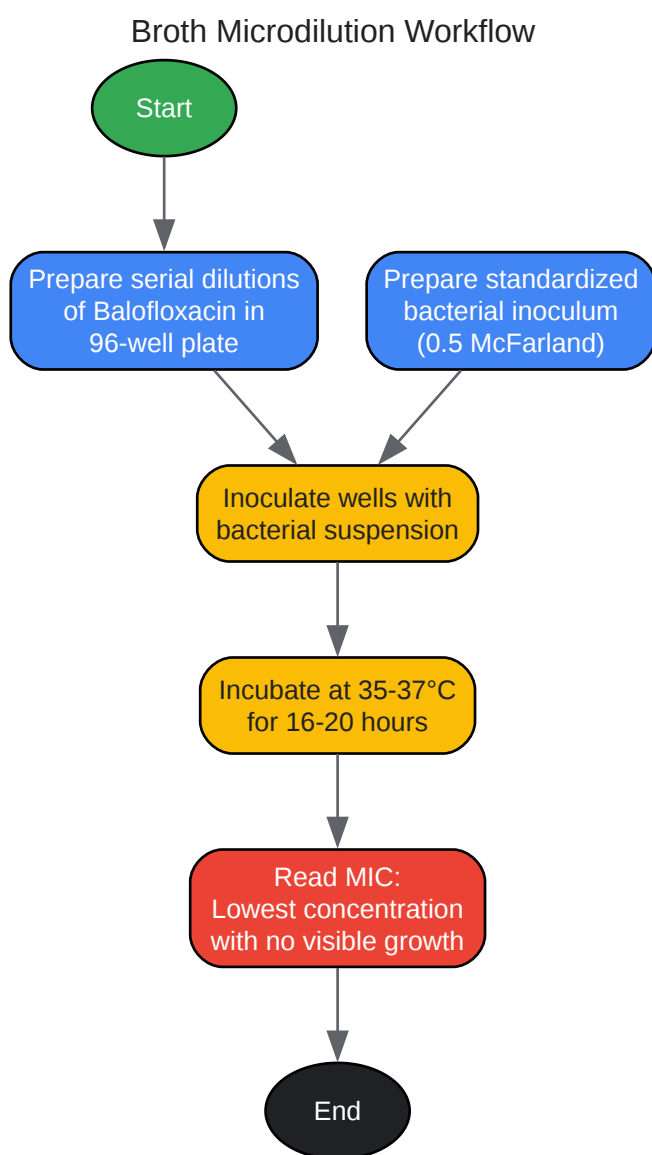 Broth Microdilution Workflow
Start
Prepare serial dilutions
of Balofloxacin in
96-well plate
Prepare standardized
bacterial inoculum
(0.5 McFarland)
Inoculate wells with
bacterial suspension
Incubate at 35-37°C
for 16-20 hours
Read MIC:
Lowest concentration
with no visible growth
End